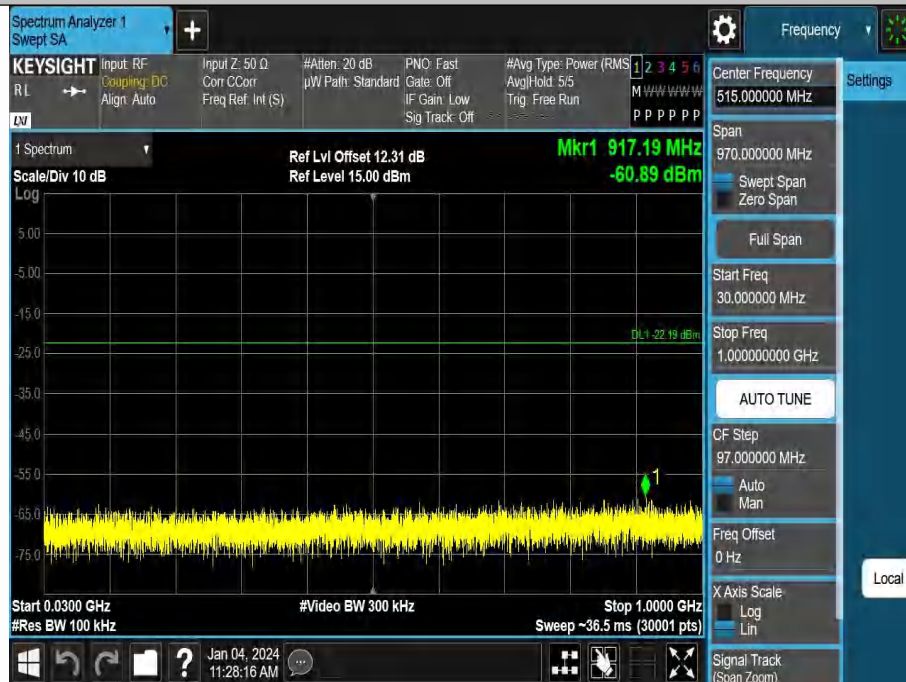 Spectrum Analyzer 1
Swept SA
Frequency
KEYSIGHT
RL
LXI
Input: RF
Coupling: DC
Align: Auto
Input Z: 50 Ω
Corr CCorr
Freq Ref: Int (S)
#Atten: 20 dB
µW Path: Standard
PNO: Fast
Gate: Off
IF Gain: Low
Sig Track: Off
#Avg Type: Power (RMS
Avg|Hold: 5/5
Trig: Free Run
1 2 3 4 5 6
M W W W W W
P P P P P P
Center Frequency
515.000000 MHz
Settings
1 Spectrum
Scale/Div 10 dB
Log
Ref Lvl Offset 12.31 dB
Ref Level 15.00 dBm
Mkr1 917.19 MHz
-60.89 dBm
5.00
-5.00
-15.0
-25.0
-35.0
-45.0
-55.0
-65.0
-75.0
DL1 -22.19 dBm
1
Start 0.0300 GHz
#Res BW 100 kHz
#Video BW 300 kHz
Stop 1.0000 GHz
Sweep ~36.5 ms (30001 pts)
Span
970.000000 MHz
Swept Span
Zero Span
Full Span
Start Freq
30.000000 MHz
Stop Freq
1.000000000 GHz
AUTO TUNE
CF Step
97.000000 MHz
Auto
Man
Freq Offset
0 Hz
X Axis Scale
Log
Lin
Signal Track
(Span Zoom)
Local
?
Jan 04, 2024
11:28:16 AM